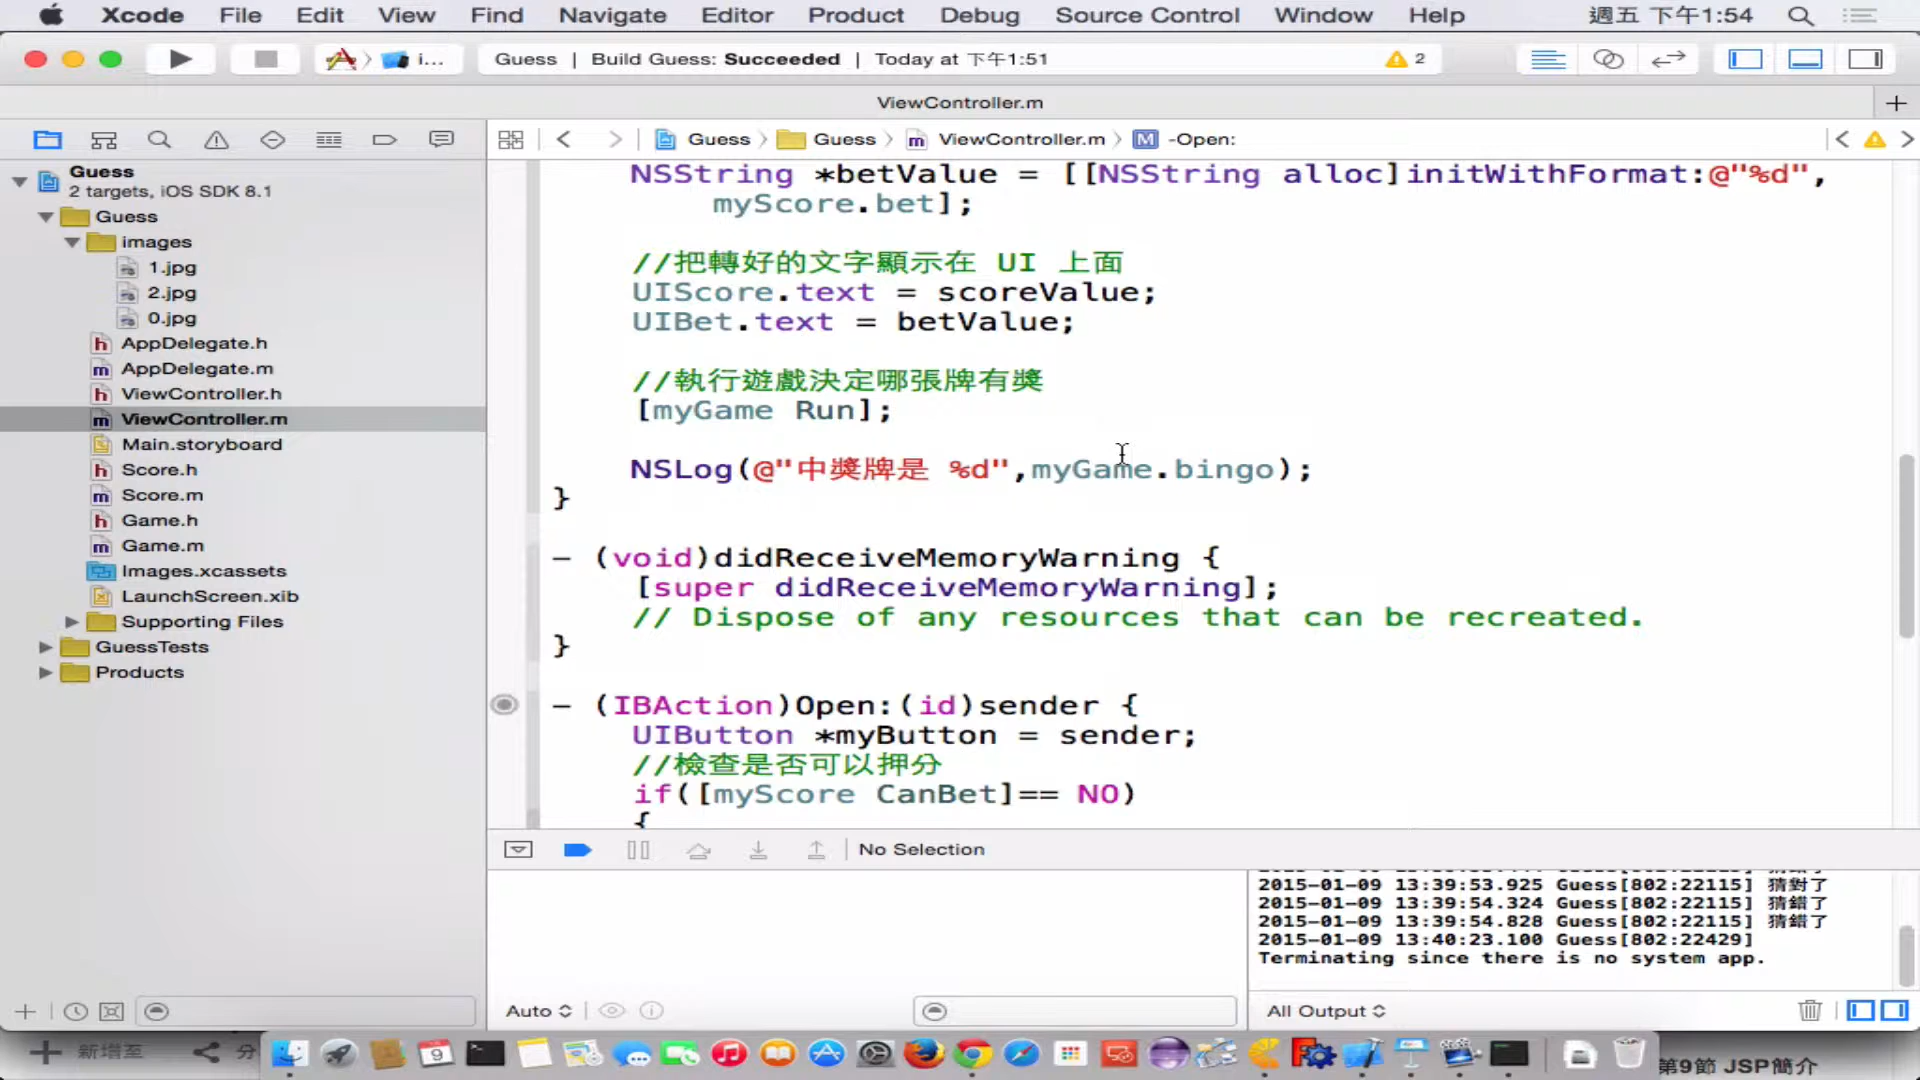 Xcode File Edit View Find Navigate Editor Product Debug Source Control Window Help 週五 下午1:54
i... Guess | Build Guess: Succeeded | Today at 下午1:51 2
ViewController.m
Guess Guess ViewController.m M -Open:
Guess
2 targets, iOS SDK 8.1
Guess
images
1.jpg
2.jpg
0.jpg
AppDelegate.h
AppDelegate.m
ViewController.h
ViewController.m
Main.storyboard
Score.h
Score.m
Game.h
Game.m
Images.xcassets
LaunchScreen.xib
Supporting Files
GuessTests
Products
NSString *betValue = [[NSString alloc]initWithFormat:@"%d",
myScore.bet];
//把轉好的文字顯示在 UI 上面
UIScore.text = scoreValue;
UIBet.text = betValue;
//執行遊戲決定哪張牌有獎
[myGame Run];
NSLog(@"中獎牌是 %d",myGame.bingo);
}
- (void)didReceiveMemoryWarning {
[super didReceiveMemoryWarning];
// Dispose of any resources that can be recreated.
}
- (IBAction)Open:(id)sender {
UIButton *myButton = sender;
//檢查是否可以押分
if([myScore CanBet]== NO)
{
No Selection
2015-01-09 13:39:53.925 Guess[802:22115] 猜對了
2015-01-09 13:39:54.324 Guess[802:22115] 猜錯了
2015-01-09 13:39:54.828 Guess[802:22115] 猜錯了
2015-01-09 13:40:23.100 Guess[802:22429]
Terminating since there is no system app.
Auto
All Output
新增至 分
第9節 JSP簡介